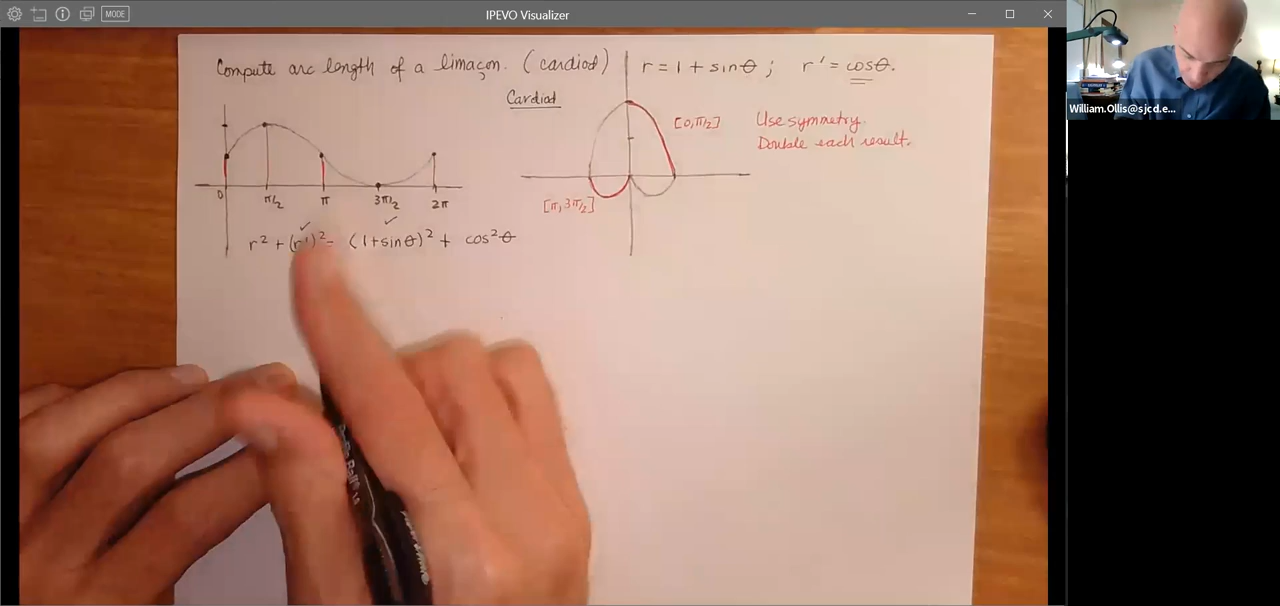 IPEVO Visualizer
MODE
William.Ollis@sjcd.e...
Compute arc length of a limaçon. (cardiod) r = 1 + sinθ ; r' = cosθ.
Cardiod
[0, π/2]
Use symmetry.
Double each result.
0 π/2 π 3π/2 2π
[π, 3π/2]
r² + (r')² = (1+sinθ)² + cos²θ